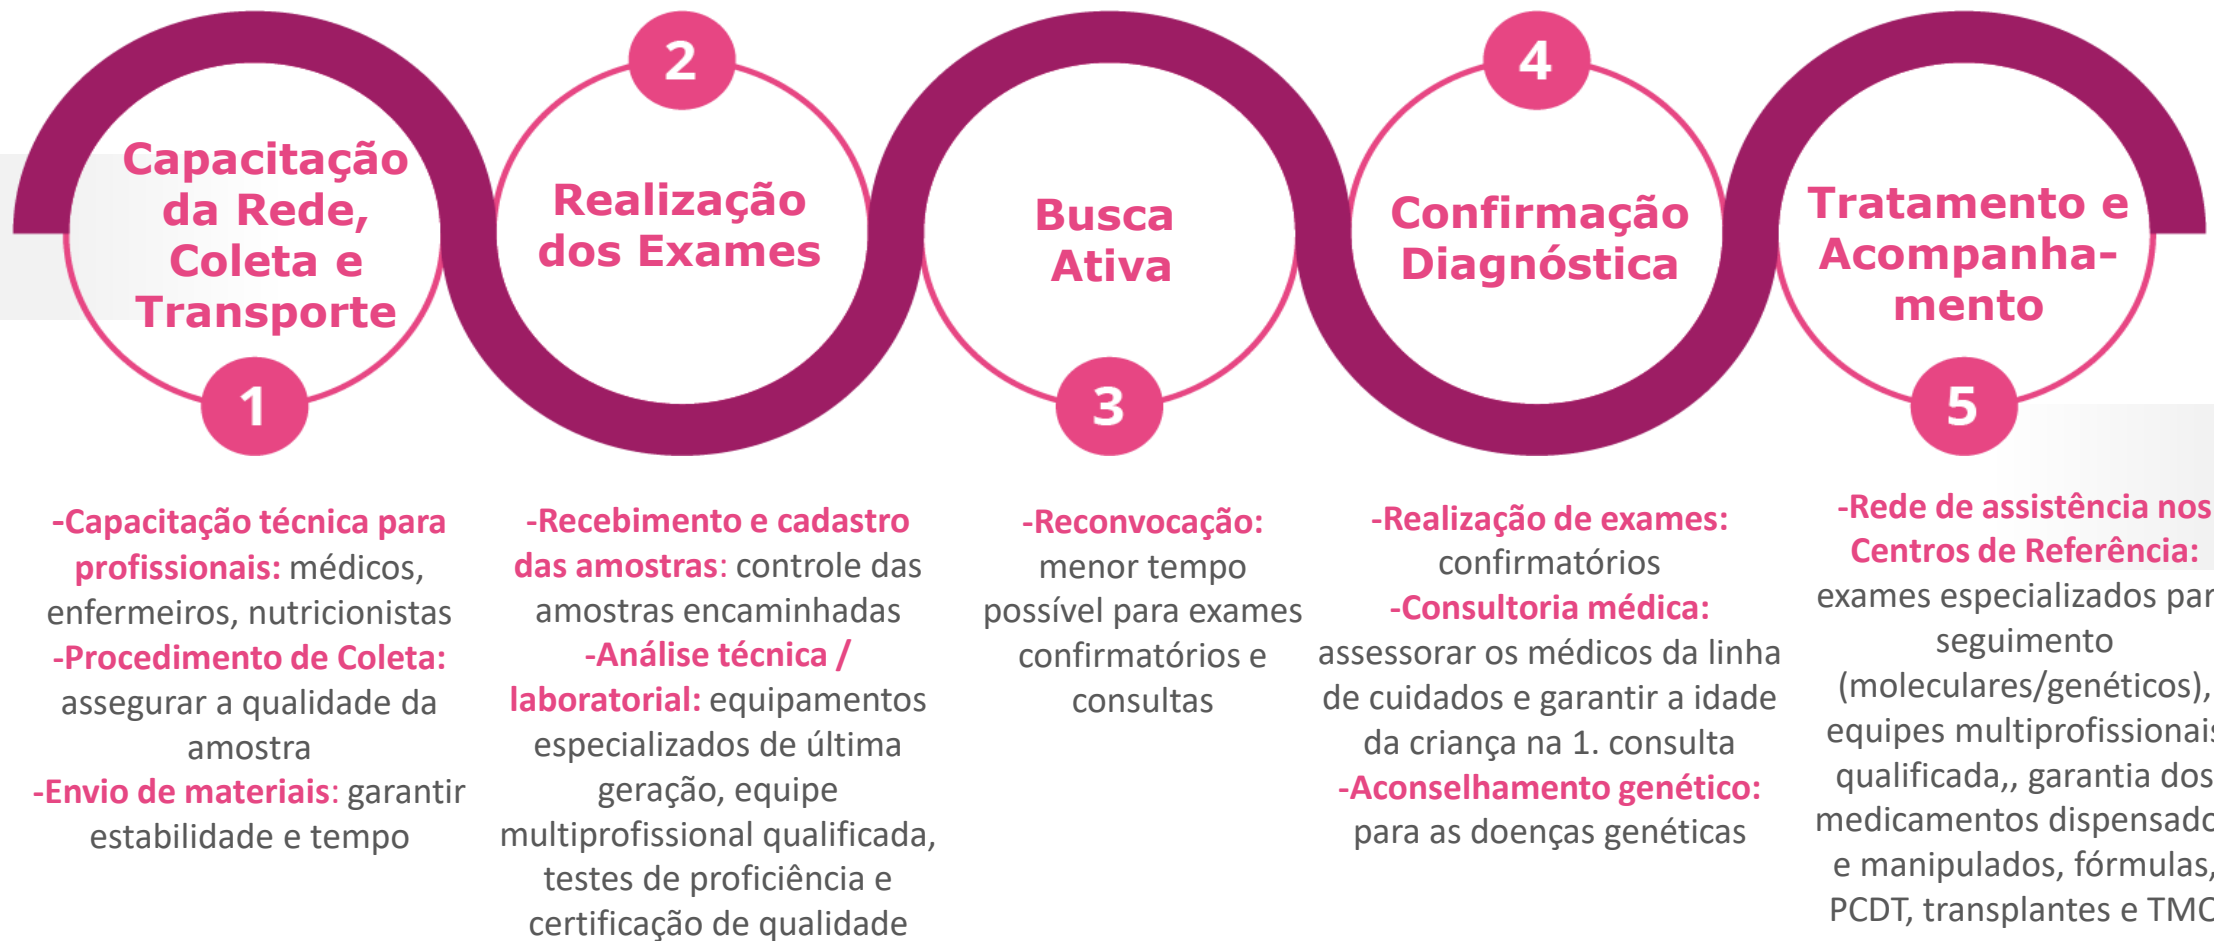 1
Capacitação
da Rede,
Coleta e
Transporte
-Capacitação técnica para
profissionais: médicos,
enfermeiros, nutricionistas
-Procedimento de Coleta:
assegurar a qualidade da
amostra
-Envio de materiais: garantir
estabilidade e tempo
2
Realização
dos Exames
-Recebimento e cadastro
das amostras: controle das
amostras encaminhadas
-Análise técnica /
laboratorial: equipamentos
especializados de última
geração, equipe
multiprofissional qualificada,
testes de proficiência e
certificação de qualidade
3
Busca
Ativa
-Reconvocação:
menor tempo
possível para exames
confirmatórios e
consultas
4
Confirmação
Diagnóstica
-Realização de exames:
confirmatórios
-Consultoria médica:
assessorar os médicos da linha
de cuidados e garantir a idade
da criança na 1. consulta
-Aconselhamento genético:
para as doenças genéticas
5
Tratamento e
Acompanha-
mento
-Rede de assistência nos
Centros de Referência:
exames especializados
seguimento
(moleculares/genéticos),
equipes
qualificada,, garantia dos
medicamentos
e manipulados, fórmulas,
PCDT, transplantes e